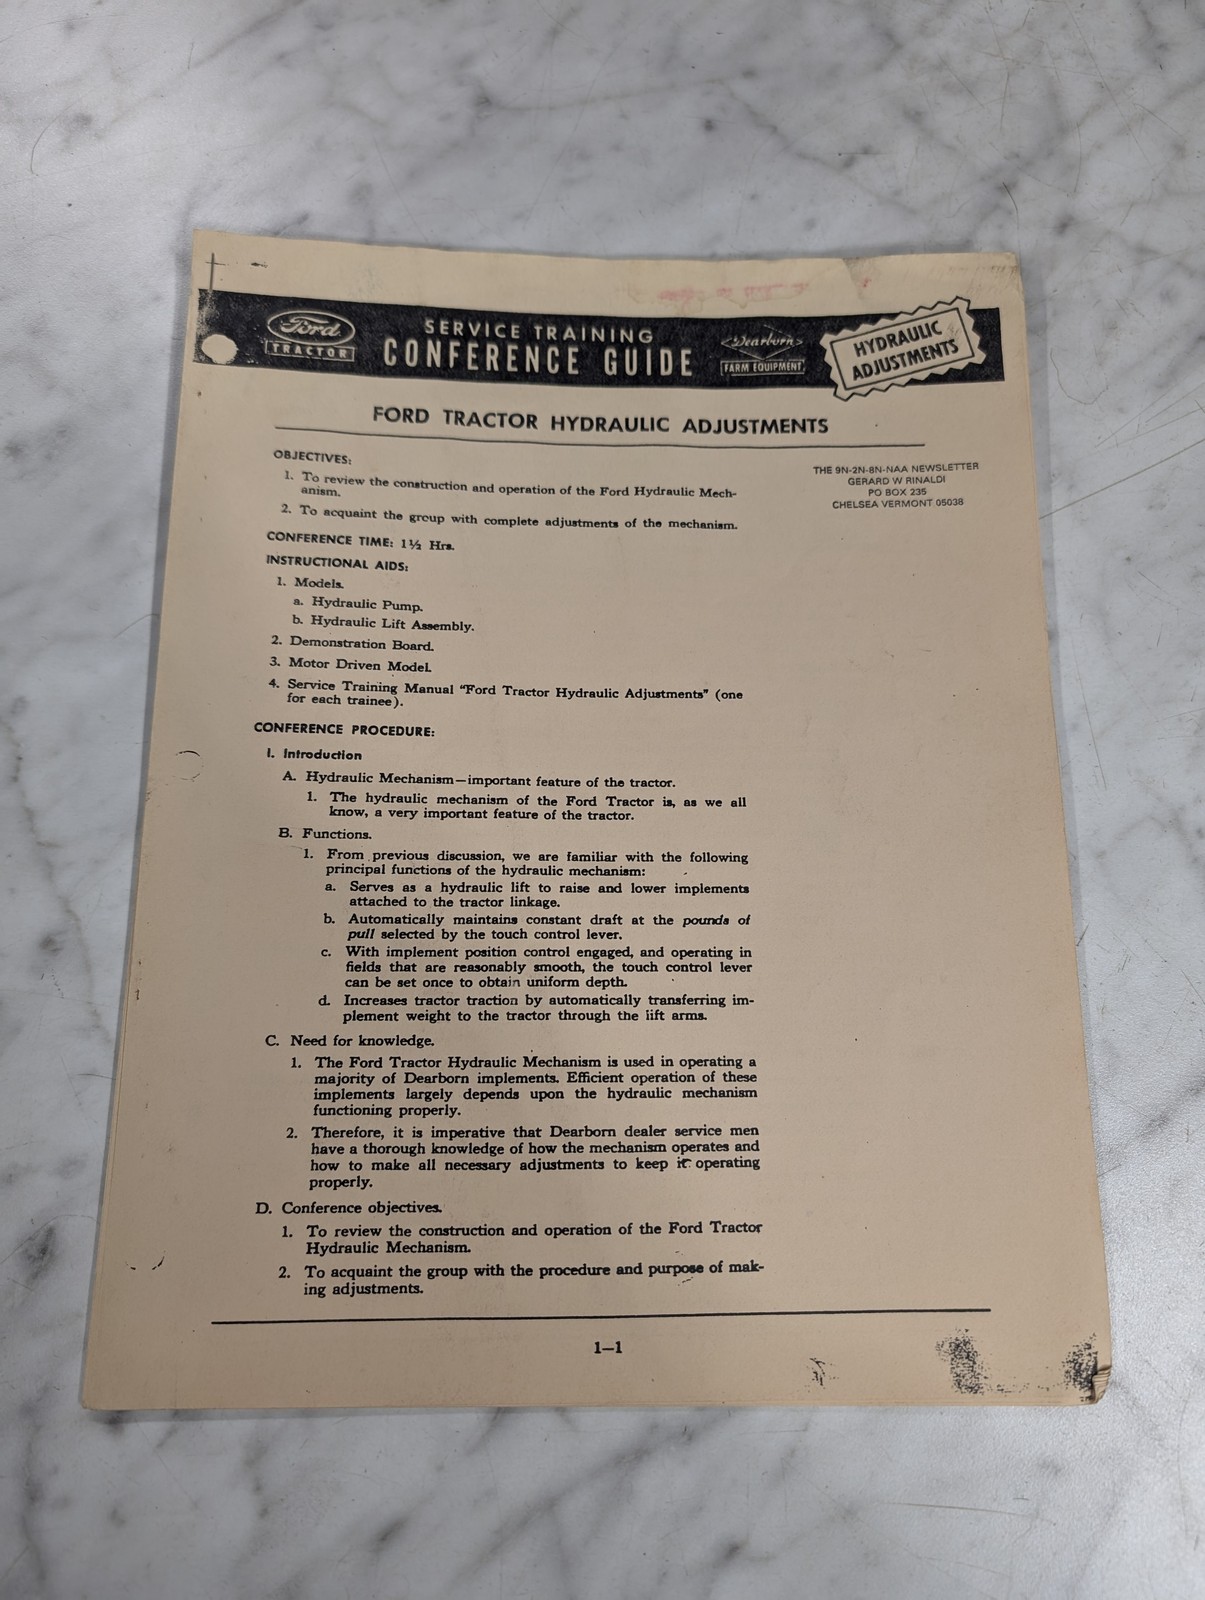 Ford
TRACTOR
SERVICE TRAINING
CONFERENCE GUIDE
Dearborn
FARM EQUIPMENT
HYDRAULIC
ADJUSTMENTS
FORD TRACTOR HYDRAULIC ADJUSTMENTS
THE 9N-2N-8N-NAA NEWSLETTER
GERARD W RINALDI
PO BOX 235
CHELSEA VERMONT 05038
OBJECTIVES:
1. To review the construction and operation of the Ford Hydraulic Mech-
anism.
2. To acquaint the group with complete adjustments of the mechanism.
CONFERENCE TIME: 1½ Hrs.
INSTRUCTIONAL AIDS:
1. Models.
a. Hydraulic Pump.
b. Hydraulic Lift Assembly.
2. Demonstration Board.
3. Motor Driven Model.
4. Service Training Manual "Ford Tractor Hydraulic Adjustments" (one
for each trainee).
CONFERENCE PROCEDURE:
I. Introduction
A. Hydraulic Mechanism—important feature of the tractor.
1. The hydraulic mechanism of the Ford Tractor is, as we all
know, a very important feature of the tractor.
B. Functions.
1. From previous discussion, we are familiar with the following
principal functions of the hydraulic mechanism:
a. Serves as a hydraulic lift to raise and lower implements
attached to the tractor linkage.
b. Automatically maintains constant draft at the pounds of
pull selected by the touch control lever.
c. With implement position control engaged, and operating in
fields that are reasonably smooth, the touch control lever
can be set once to obtain uniform depth.
d. Increases tractor traction by automatically transferring im-
plement weight to the tractor through the lift arms.
C. Need for knowledge.
1. The Ford Tractor Hydraulic Mechanism is used in operating a
majority of Dearborn implements. Efficient operation of these
implements largely depends upon the hydraulic mechanism
functioning properly.
2. Therefore, it is imperative that Dearborn dealer service men
have a thorough knowledge of how the mechanism operates and
how to make all necessary adjustments to keep it operating
properly.
D. Conference objectives.
1. To review the construction and operation of the Ford Tractor
Hydraulic Mechanism.
2. To acquaint the group with the procedure and purpose of mak-
ing adjustments.
1—1